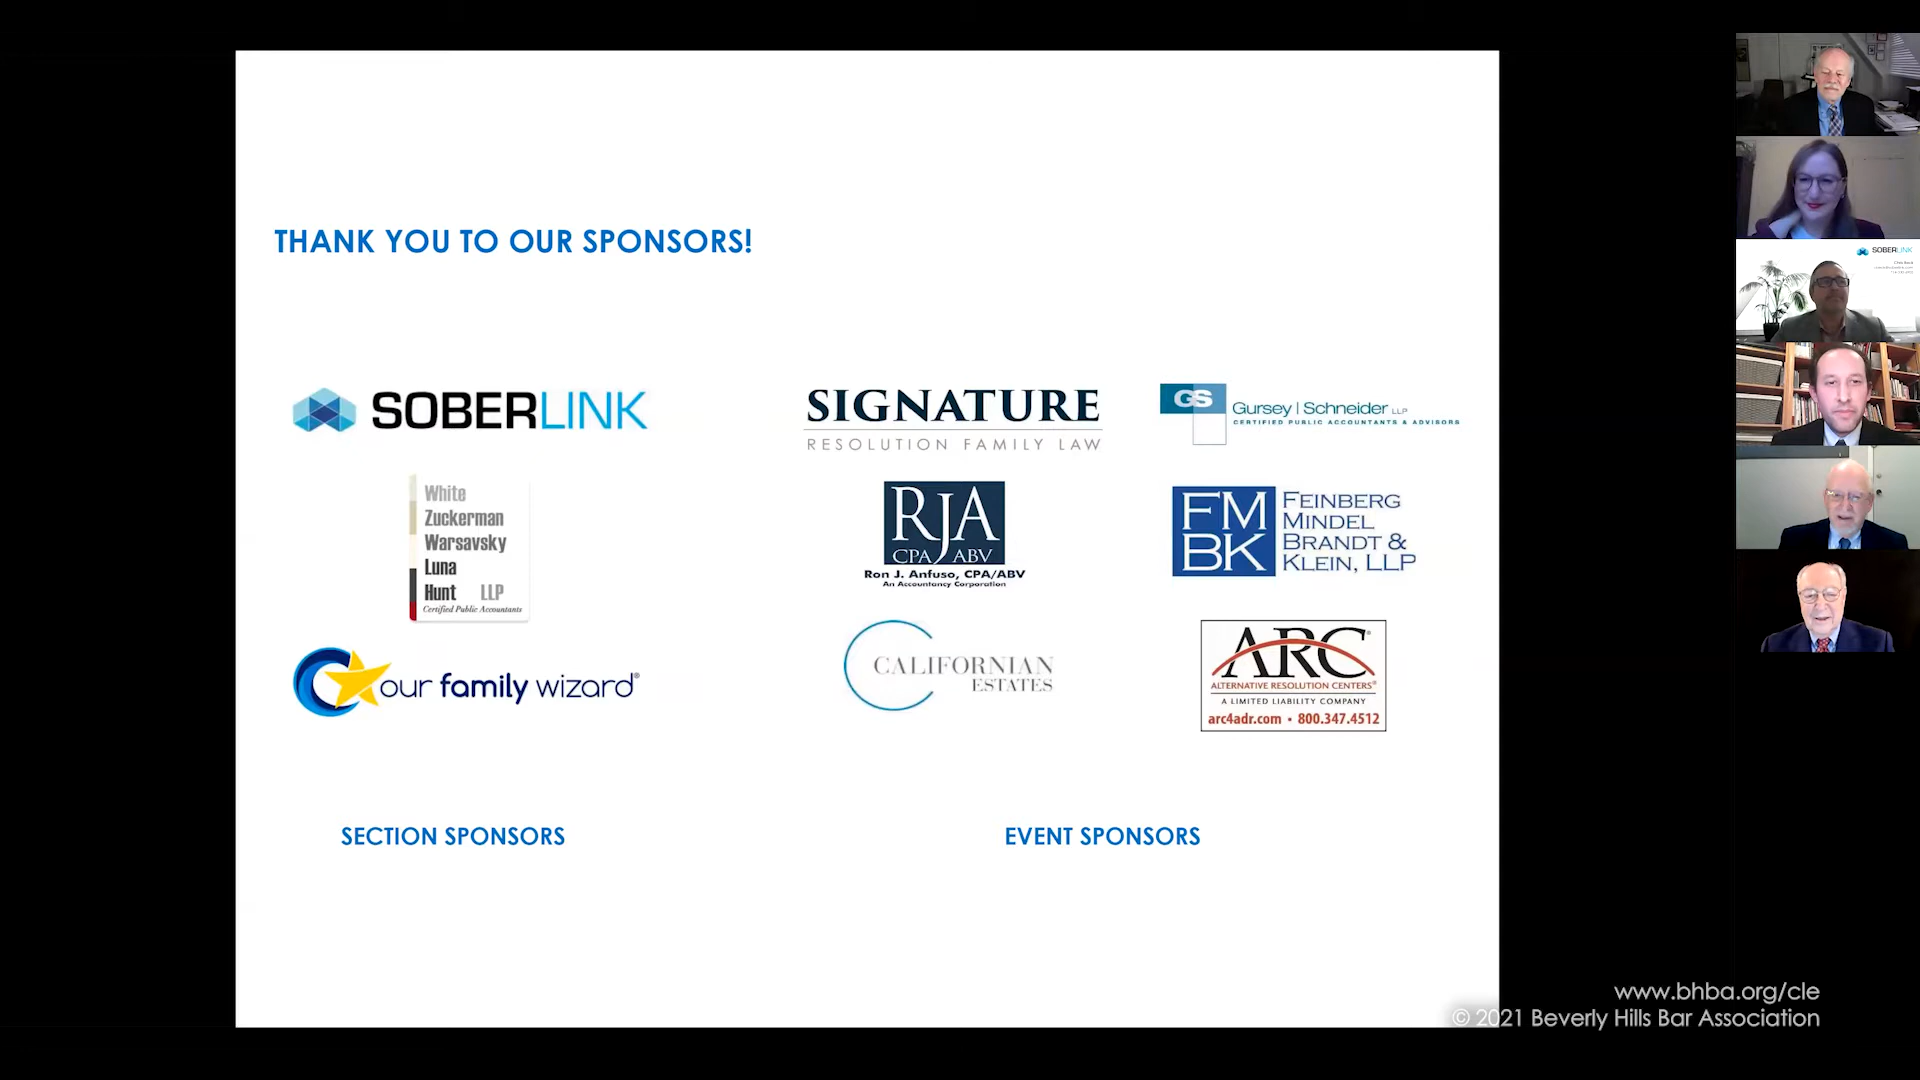 THANK YOU TO OUR SPONSORS!
SOBERLINK
SIGNATURE
RESOLUTION FAMILY LAW
GS
Gursey | Schneider LLP
CERTIFIED PUBLIC ACCOUNTANTS & ADVISORS
White
Zuckerman
Warsavsky
Luna
Hunt LLP
Certified Public Accountants
RJA
CPA ABV
Ron J. Anfuso, CPA/ABV
An Accountancy Corporation
FM
BK
FEINBERG
MINDEL
BRANDT &
KLEIN, LLP
our family wizard®
CALIFORNIAN
ESTATES
ARC®
ALTERNATIVE RESOLUTION CENTERS®
A LIMITED LIABILITY COMPANY
arc4adr.com • 800.347.4512
SECTION SPONSORS
EVENT SPONSORS
SOBERLINK
www.bhba.org/cle
© 2021 Beverly Hills Bar Association